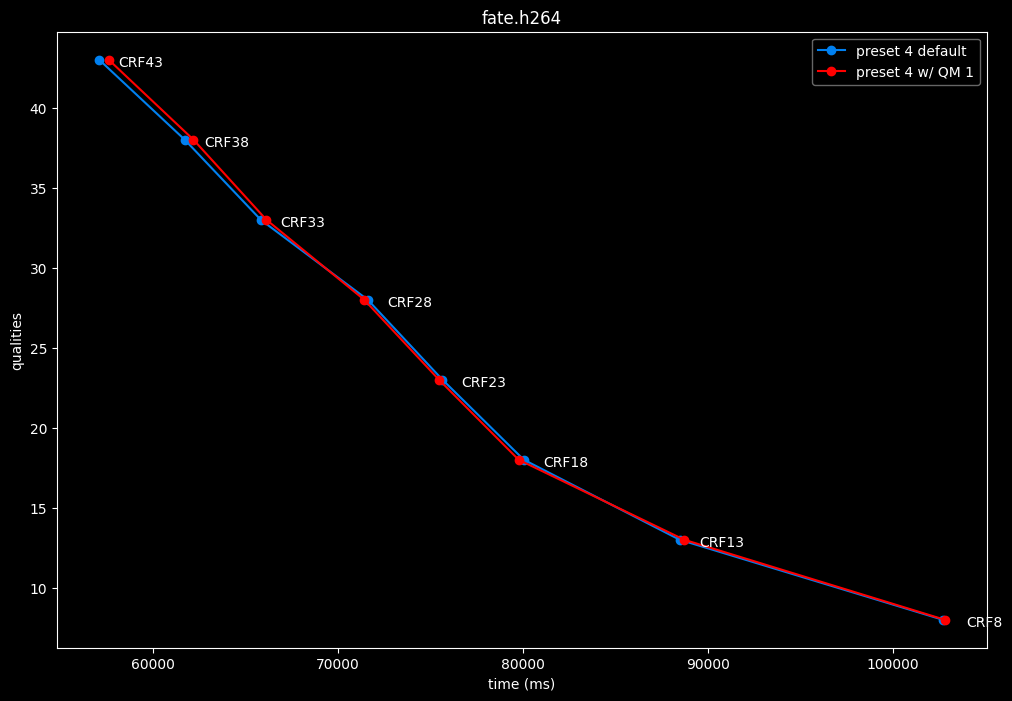 fate.h264
preset 4 default
preset 4 w/ QM 1
CRF43
CRF38
CRF33
CRF28
CRF23
CRF18
CRF13
CRF8
40
35
30
25
20
15
10
qualities
60000
70000
80000
90000
100000
time (ms)